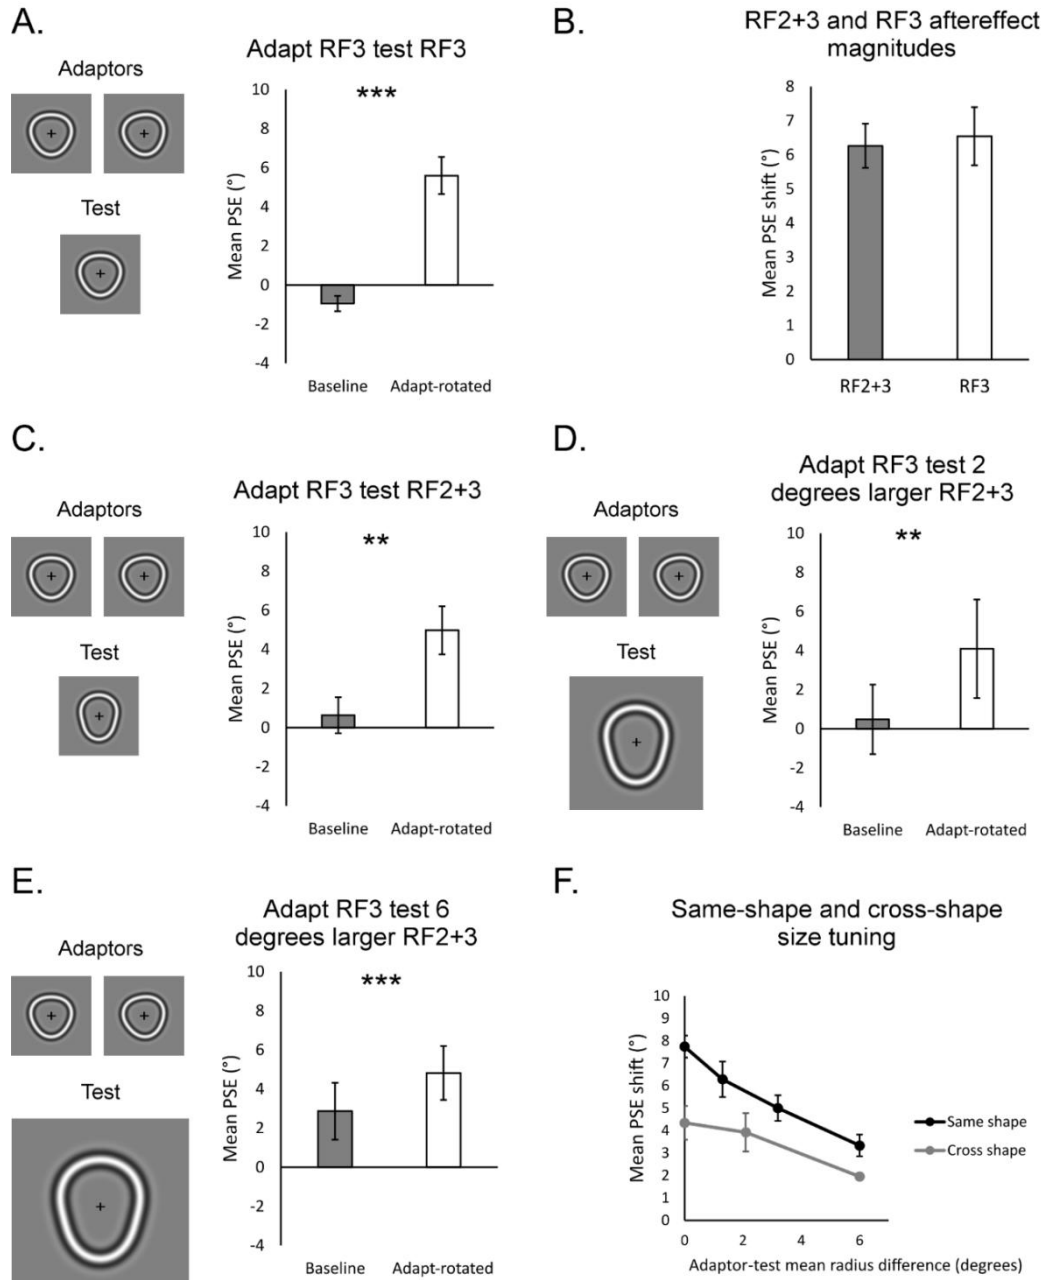 A.
Adapt RF3 test RF3
Adaptors
Test
Mean PSE (°)
10
8
6
4
2
0
-2
-4
***
Baseline
Adapt-rotated
B.
RF2+3 and RF3 aftereffect
magnitudes
Mean PSE shift (°)
8
7
6
5
4
3
2
1
0
RF2+3
RF3
C.
Adapt RF3 test RF2+3
Adaptors
Test
Mean PSE (°)
10
8
6
4
2
0
-2
-4
**
Baseline
Adapt-rotated
D.
Adapt RF3 test 2
degrees larger RF2+3
Adaptors
Test
Mean PSE (°)
10
8
6
4
2
0
-2
-4
**
Baseline
Adapt-rotated
E.
Adapt RF3 test 6
degrees larger RF2+3
Adaptors
Test
Mean PSE (°)
10
8
6
4
2
0
-2
-4
***
Baseline
Adapt-rotated
F.
Same-shape and cross-shape
size tuning
Mean PSE shift (°)
10
9
8
7
6
5
4
3
2
1
0
0 2 4 6
Adaptor-test mean radius difference (degrees)
Same shape
Cross shape